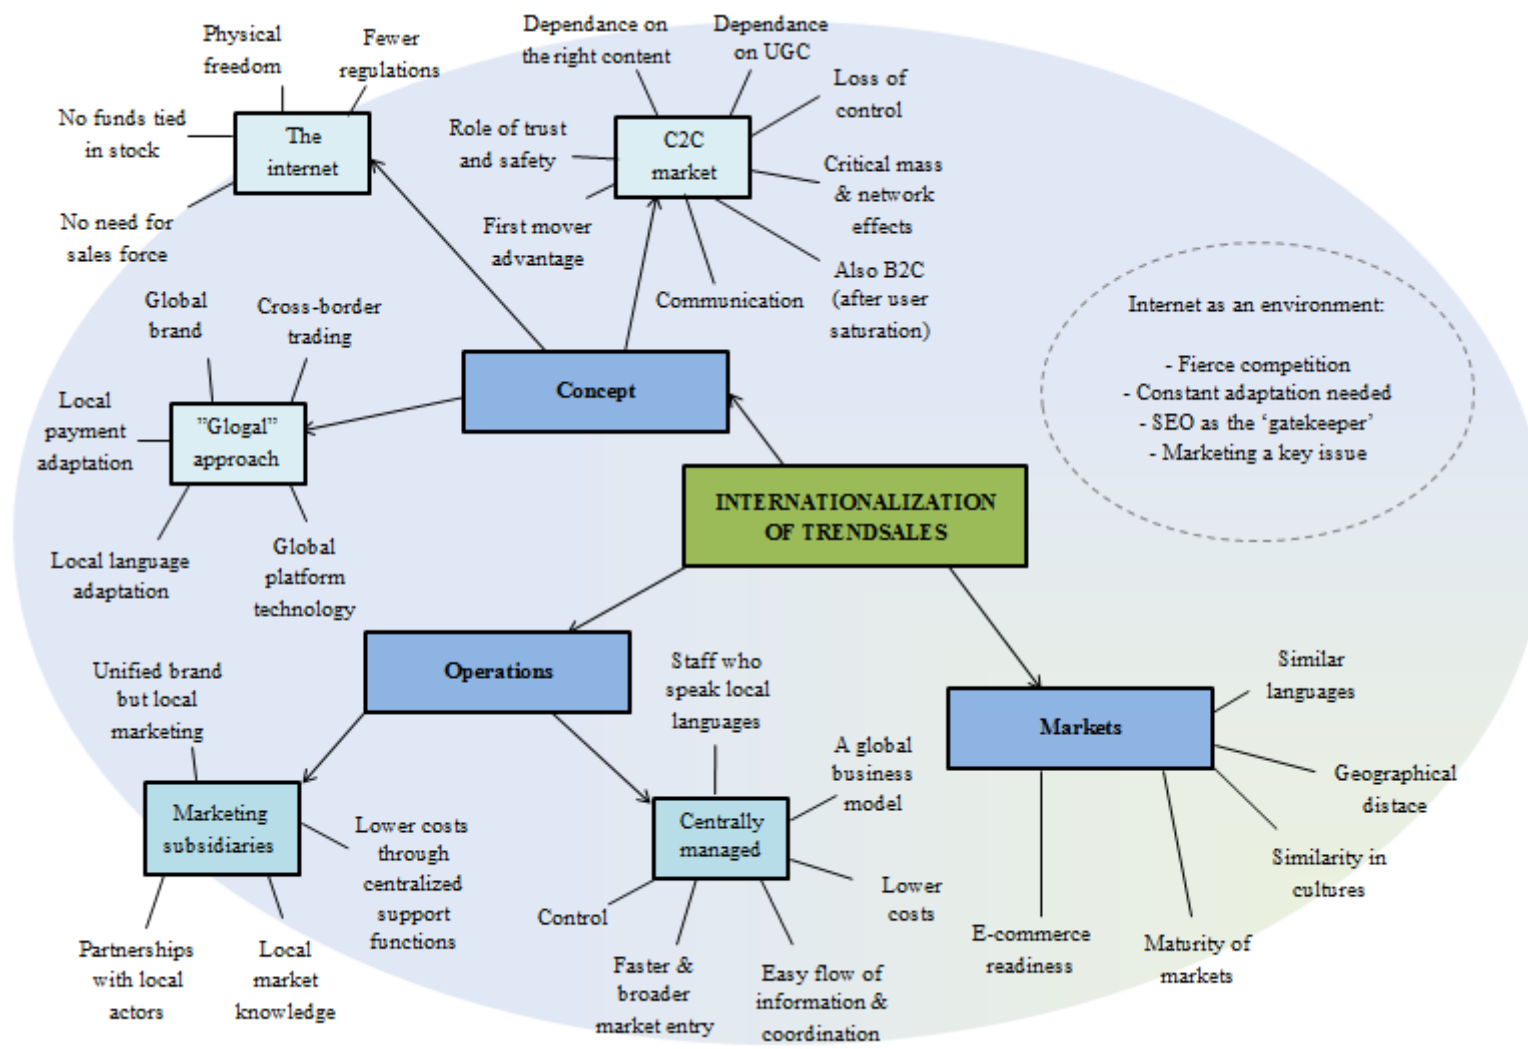 Physical
freedom
Fewer
regulations
No funds tied
in stock
The
internet
No need for
sales force
Dependance on
the right content
Dependance
on UGC
Loss of
control
Role of trust
and safety
C2C
market
Critical mass
& network
effects
First mover
advantage
Communication
Also B2C
(after user
saturation)
Global
brand
Cross-border
trading
Local
payment
adaptation
”Glogal”
approach
Local language
adaptation
Global
platform
technology
Concept
Internet as an environment:
- Fierce competition
- Constant adaptation needed
- SEO as the ‘gatekeeper’
- Marketing a key issue
INTERNATIONALIZATION
OF TRENDSALES
Operations
Unified brand
but local
marketing
Marketing
subsidiaries
Lower costs
through
centralized
support
functions
Partnerships
with local
actors
Local
market
knowledge
Staff who
speak local
languages
A global
business
model
Centrally
managed
Control
Lower
costs
Faster &
broader
market entry
Easy flow of
information &
coordination
Markets
Similar
languages
Geographical
distace
Similarity in
cultures
E-commerce
readiness
Maturity of
markets